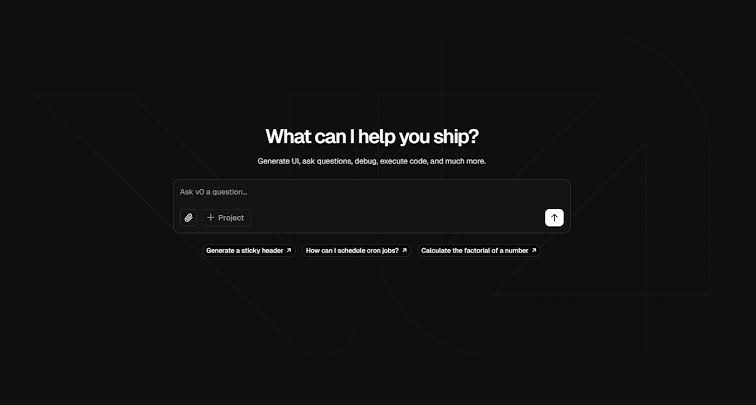 What can I help you ship?
Generate UI, ask questions, debug, execute code, and much more.
Ask v0 a question...
Project
Generate a sticky header
How can I schedule cron jobs?
Calculate the factorial of a number